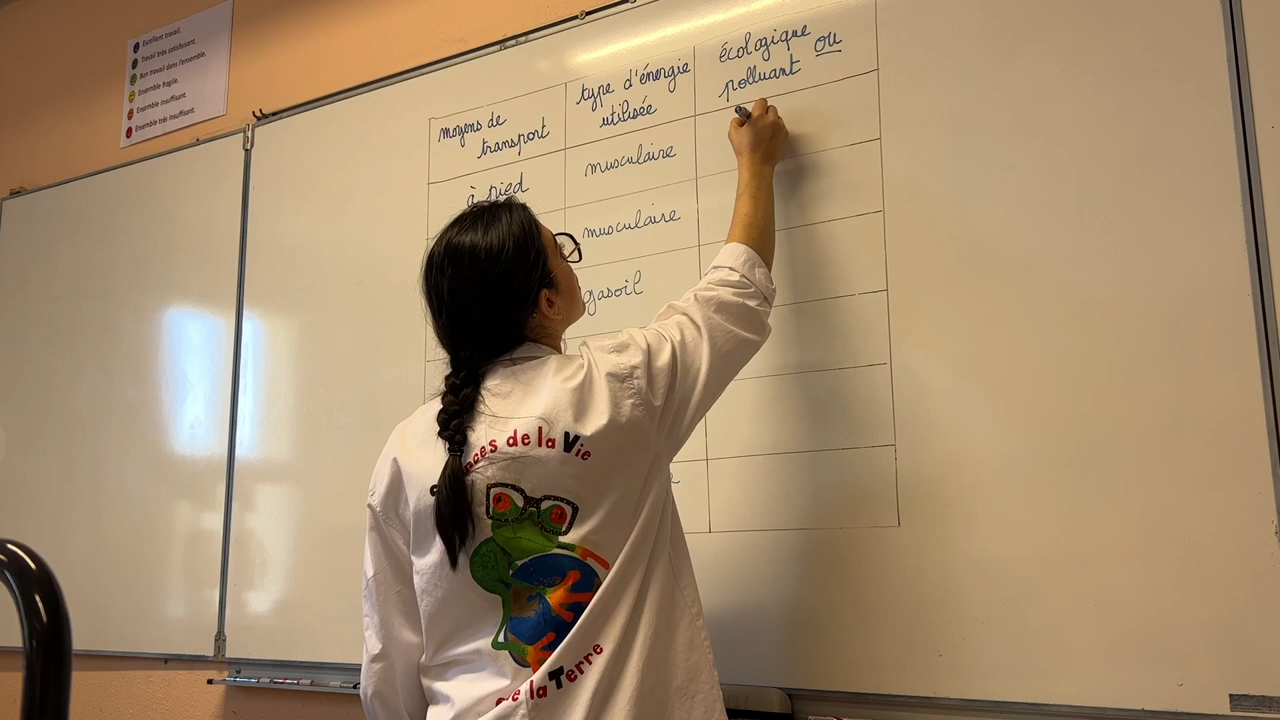 Excellent travail.
Travail très satisfaisant.
Bon travail dans l'ensemble.
Ensemble fragile.
Ensemble insuffisant.
Ensemble très insuffisant.
moyens de
transport
type d'énergie
utilisée
écologique ou
polluant
à pied
musculaire
musculaire
gasoil
de la Vie
la Terre